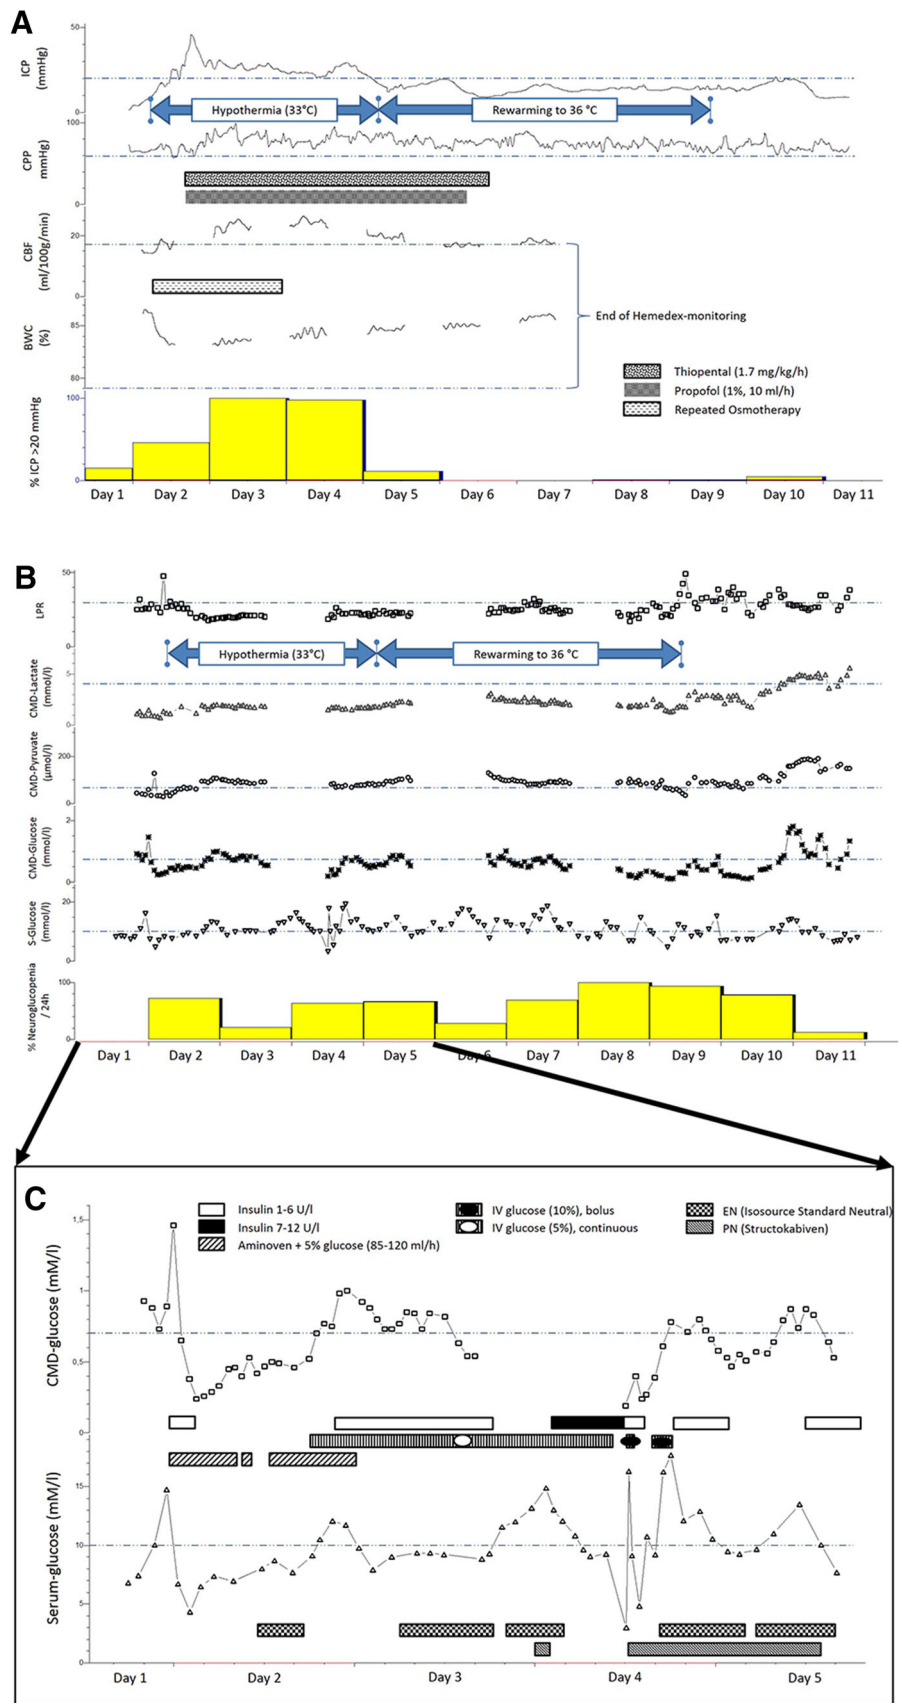 A
ICP
(mmHg)
50
0
Hypothermia (33°C)
Rewarming to 36 °C
CPP
mmHg)
100
0
CBF
(ml/100g/min)
20
0
BWC
(%)
85
80
End of Hemedex-monitoring
Thiopental (1.7 mg/kg/h)
Propofol (1%, 10 ml/h)
Repeated Osmotherapy
% ICP >20 mmHg
100
0
Day 1 Day 2 Day 3 Day 4 Day 5 Day 6 Day 7 Day 8 Day 9 Day 10 Day 11
B
LPR
50
0
Hypothermia (33°C)
Rewarming to 36 °C
CMD-Lactate
(mmol/l)
5
0
CMD-Pyruvate
(µmol/l)
200
0
CMD-Glucose
(mmol/l)
2
0
S-Glucose
(mmol/l)
20
0
% Neuroglucopenia
/ 24h
100
0
Day 1 Day 2 Day 3 Day 4 Day 5 Day 6 Day 7 Day 8 Day 9 Day 10 Day 11
C
Insulin 1-6 U/l
Insulin 7-12 U/l
Aminoven + 5% glucose (85-120 ml/h)
IV glucose (10%), bolus
IV glucose (5%), continuous
EN (Isosource Standard Neutral)
PN (Structokabiven)
CMD-glucose (mM/l)
1,5
1
0,5
0
Serum-glucose (mM/l)
15
10
5
0
Day 1 Day 2 Day 3 Day 4 Day 5